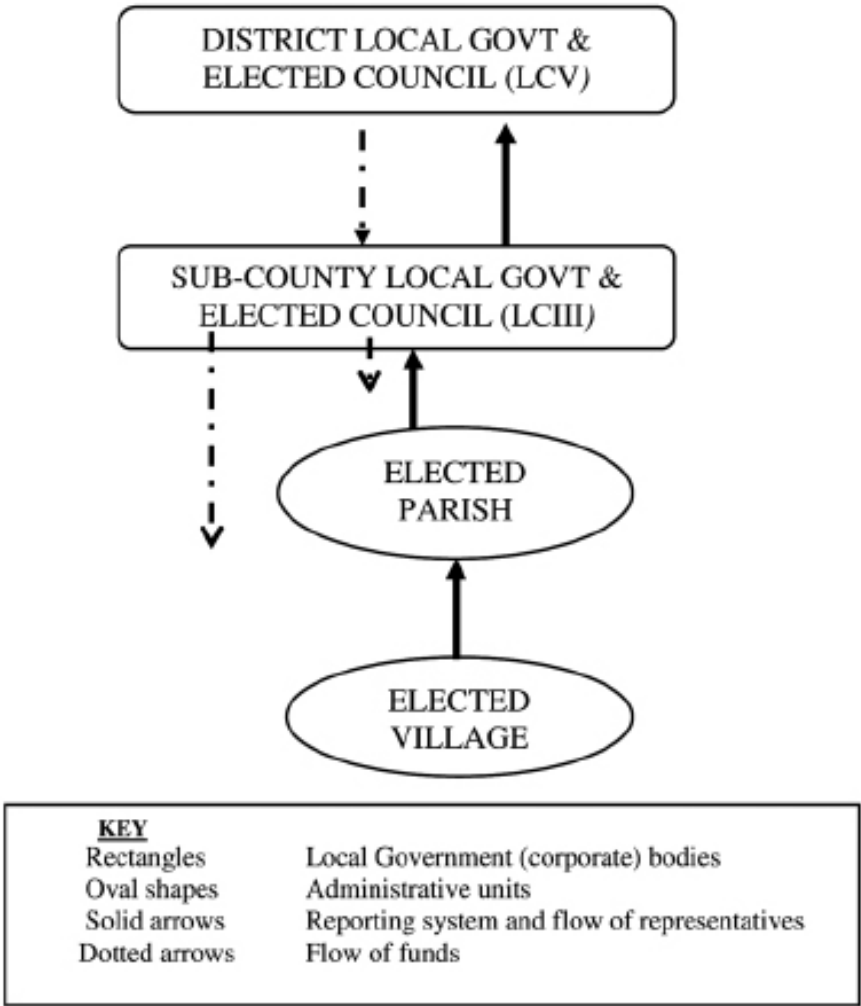 DISTRICT LOCAL GOVT &
ELECTED COUNCIL (LCV)
SUB-COUNTY LOCAL GOVT &
ELECTED COUNCIL (LCIII)
ELECTED
PARISH
ELECTED
VILLAGE
KEY
Rectangles Local Government (corporate) bodies
Oval shapes Administrative units
Solid arrows Reporting system and flow of representatives
Dotted arrows Flow of funds